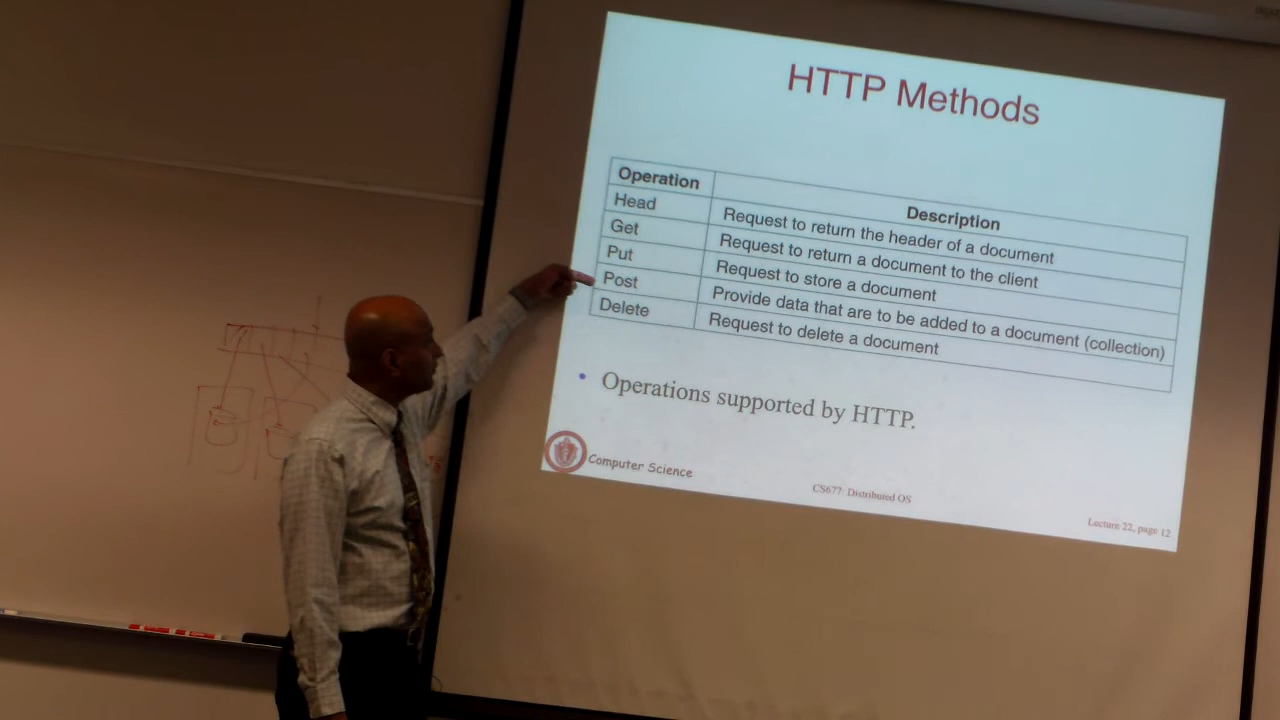 HTTP Methods
Operation Description
Head Request to return the header of a document
Get Request to return a document to the client
Put Request to store a document
Post Provide data that are to be added to a document (collection)
Delete Request to delete a document
• Operations supported by HTTP.
Computer Science
CS677: Distributed OS
Lecture 22, page 12